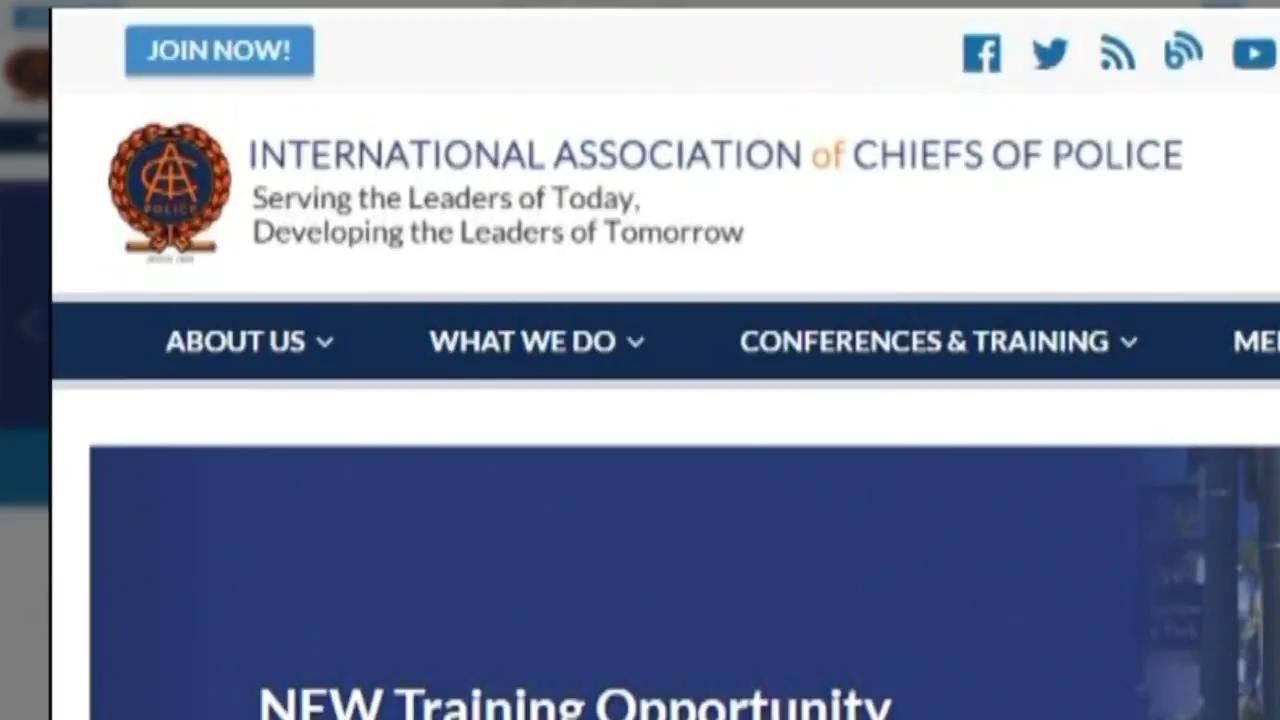 JOIN NOW!
INTERNATIONAL ASSOCIATION of CHIEFS OF POLICE
POLICE
Serving the Leaders of Today,
Developing the Leaders of Tomorrow
ABOUT US WHAT WE DO CONFERENCES & TRAINING
NEW Training Opportunity